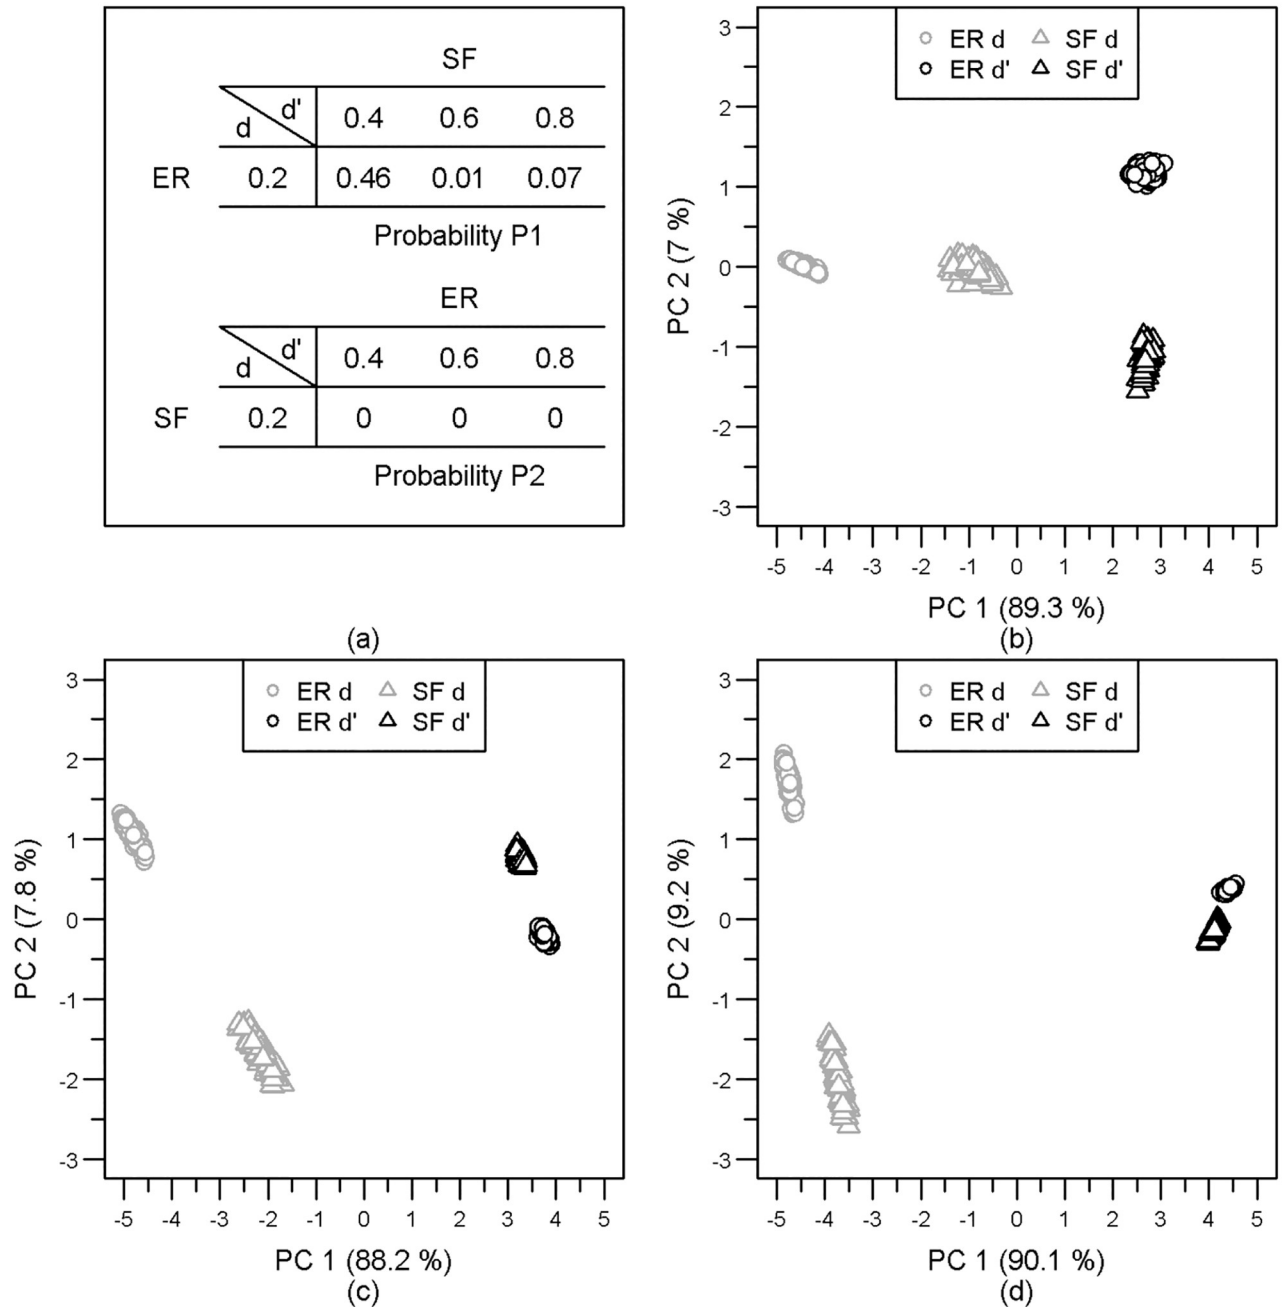 SF
d d' 0.4 0.6 0.8
ER 0.2 0.46 0.01 0.07
Probability P1
ER
d d' 0.4 0.6 0.8
SF 0.2 0 0 0
Probability P2
(a)
ER d SF d
ER d' SF d'
3
2
1
0
-1
-2
-3
PC 2 (7 %)
-5 -4 -3 -2 -1 0 1 2 3 4 5
PC 1 (89.3 %)
(b)
ER d SF d
ER d' SF d'
3
2
1
0
-1
-2
-3
PC 2 (7.8 %)
-5 -4 -3 -2 -1 0 1 2 3 4 5
PC 1 (88.2 %)
(c)
ER d SF d
ER d' SF d'
3
2
1
0
-1
-2
-3
PC 2 (9.2 %)
-5 -4 -3 -2 -1 0 1 2 3 4 5
PC 1 (90.1 %)
(d)